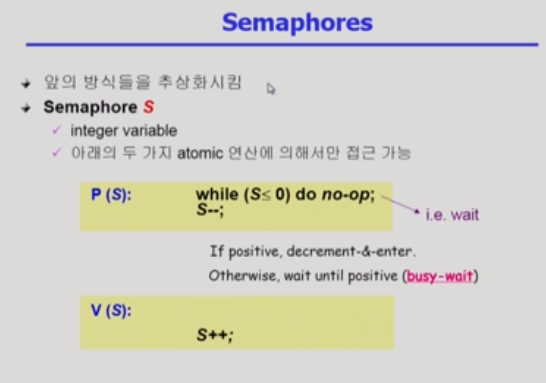 Semaphores
앞의 방식들을 추상화시킴
Semaphore S
integer variable
아래의 두 가지 atomic 연산에 의해서만 접근 가능
P (S): while (S≤ 0) do no-op;
S--;
i.e. wait
If positive, decrement-&-enter.
Otherwise, wait until positive (busy-wait)
V (S):
S++;